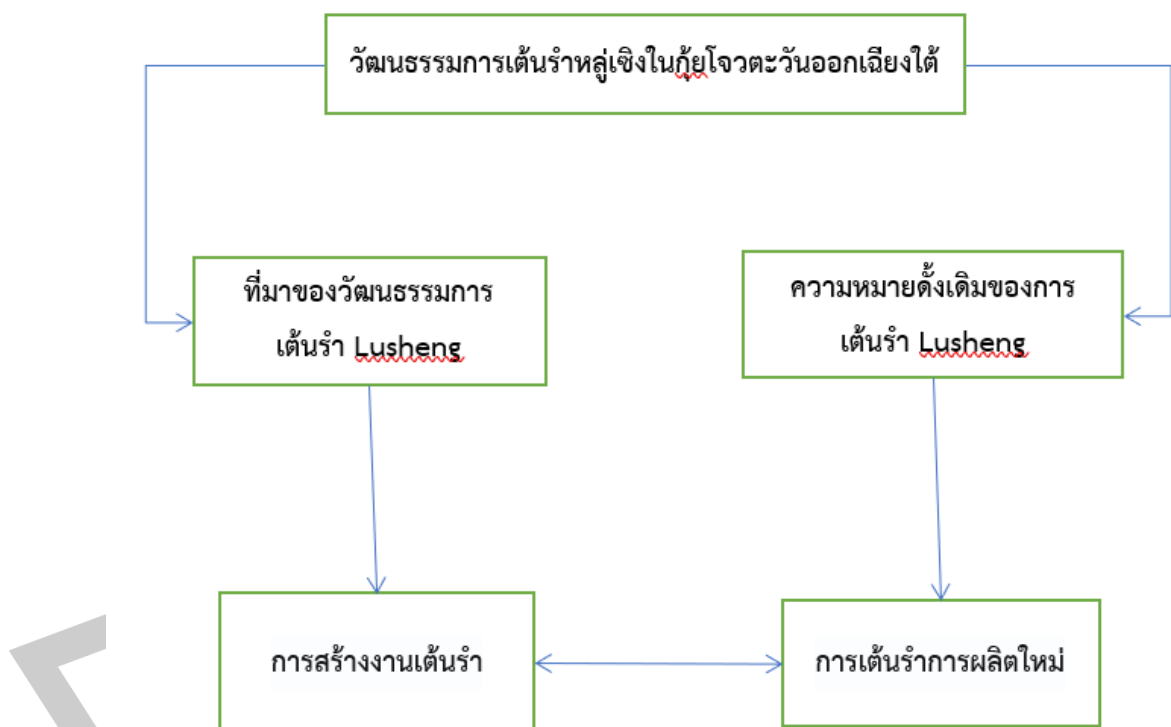 วัฒนธรรมการเต้นรำหลู่เซิงในกุ้ยโจวตะวันออกเฉียงใต้
ที่มาของวัฒนธรรมการ
เต้นรำ Lusheng
ความหมายดั้งเดิมของการ
เต้นรำ Lusheng
การสร้างงานเต้นรำ
การเต้นรำการผลิตใหม่